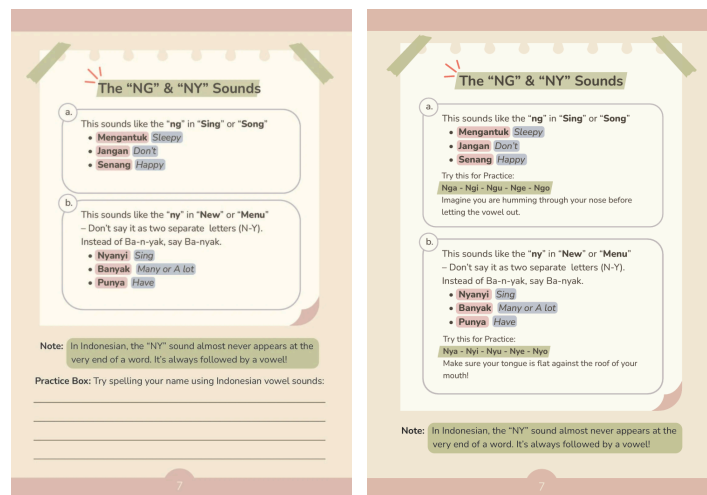 The “NG” & “NY” Sounds
a.
This sounds like the “ng” in “Sing” or “Song”
• Mengantuk Sleepy
• Jangan Don't
• Senang Happy
b.
This sounds like the “ny” in “New” or “Menu”
– Don’t say it as two separate letters (N-Y).
Instead of Ba-n-yak, say Ba-nyak.
• Nyanyi Sing
• Banyak Many or A lot
• Punya Have
Note: In Indonesian, the “NY” sound almost never appears at the
very end of a word. It’s always followed by a vowel!
Practice Box: Try spelling your name using Indonesian vowel sounds:
7
The “NG” & “NY” Sounds
a.
This sounds like the “ng” in “Sing” or “Song”
• Mengantuk Sleepy
• Jangan Don't
• Senang Happy
Try this for Practice:
Nga - Ngi - Ngu - Nge - Ngo
Imagine you are humming through your nose before
letting the vowel out.
b.
This sounds like the “ny” in “New” or “Menu”
– Don’t say it as two separate letters (N-Y).
Instead of Ba-n-yak, say Ba-nyak.
• Nyanyi Sing
• Banyak Many or A lot
• Punya Have
Try this for Practice:
Nya - Nyi - Nyu - Nye - Nyo
Make sure your tongue is flat against the roof of your
mouth!
Note: In Indonesian, the “NY” sound almost never appears at the
very end of a word. It’s always followed by a vowel!
7